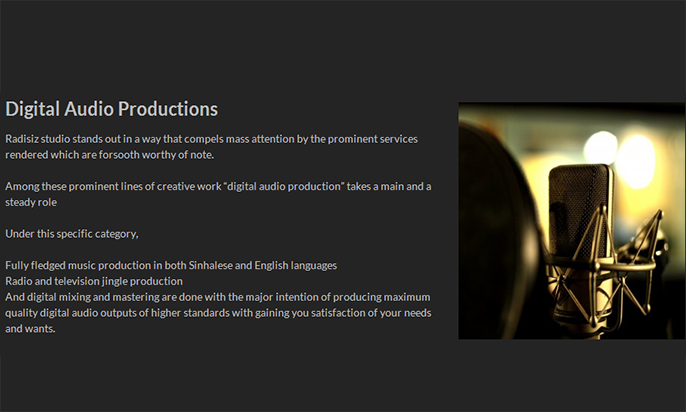 Digital Audio Productions
Radisiz studio stands out in a way that compels mass attention by the prominent services
rendered which are forsooth worthy of note.
Among these prominent lines of creative work “digital audio production” takes a main and a
steady role
Under this specific category,
Fully fledged music production in both Sinhalese and English languages
Radio and television jingle production
And digital mixing and mastering are done with the major intention of producing maximum
quality digital audio outputs of higher standards with gaining you satisfaction of your needs
and wants.